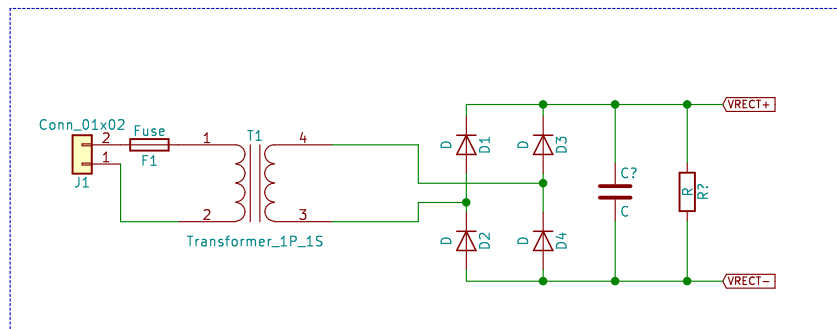 VRECT+
Conn_01x02
2
Fuse
F1
1
J1
1
T1
4
2
3
Transformer_1P_1S
D
D1
D
D3
D
D2
D
D4
C?
C
R
R?
VRECT-